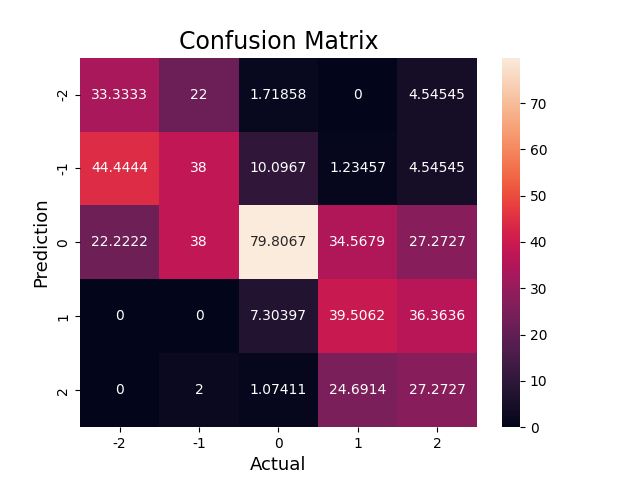 Confusion Matrix
-2 33.3333 22 1.71858 0 4.54545
-1 44.4444 38 10.0967 1.23457 4.54545
0 22.2222 38 79.8067 34.5679 27.2727
1 0 0 7.30397 39.5062 36.3636
2 0 2 1.07411 24.6914 27.2727
-2 -1 0 1 2
Prediction
Actual
70
60
50
40
30
20
10
0